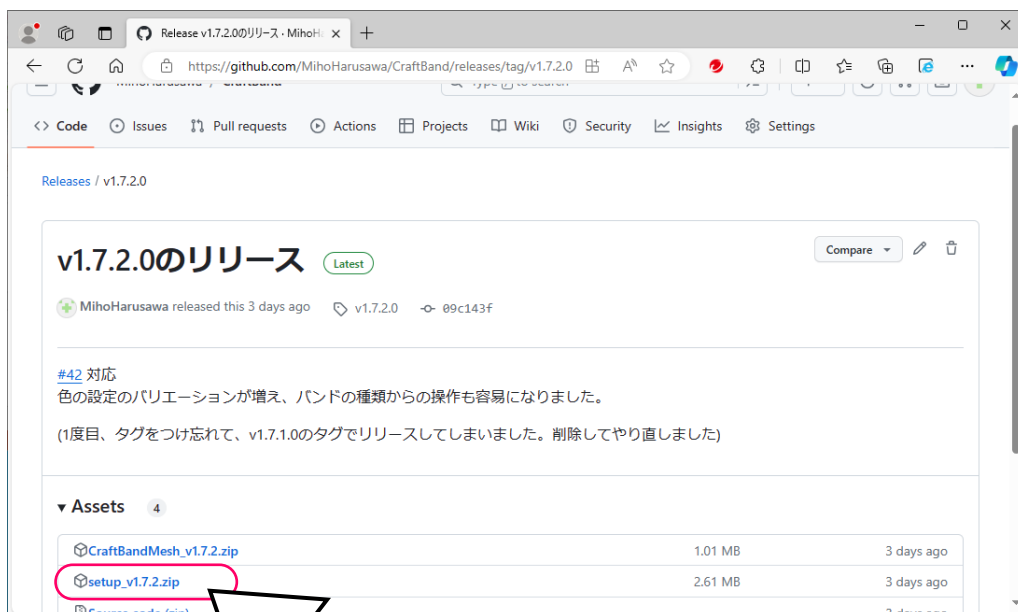 Release v1.7.2.0のリリース · MihoH
https://github.com/MihoHarusawa/CraftBand/releases/tag/v1.7.2.0
Code Issues Pull requests Actions Projects Wiki Security Insights Settings
Releases / v1.7.2.0
v1.7.2.0のリリース Latest
Compare
MihoHarusawa released this 3 days ago v1.7.2.0 09c143f
#42 対応
色の設定のバリエーションが増え、バンドの種類からの操作も容易になりました。
(1度目、タグをつけ忘れて、v1.7.1.0のタグでリリースしてしまいました。削除してやり直しました)
Assets 4
CraftBandMesh_v1.7.2.zip 1.01 MB 3 days ago
setup_v1.7.2.zip 2.61 MB 3 days ago